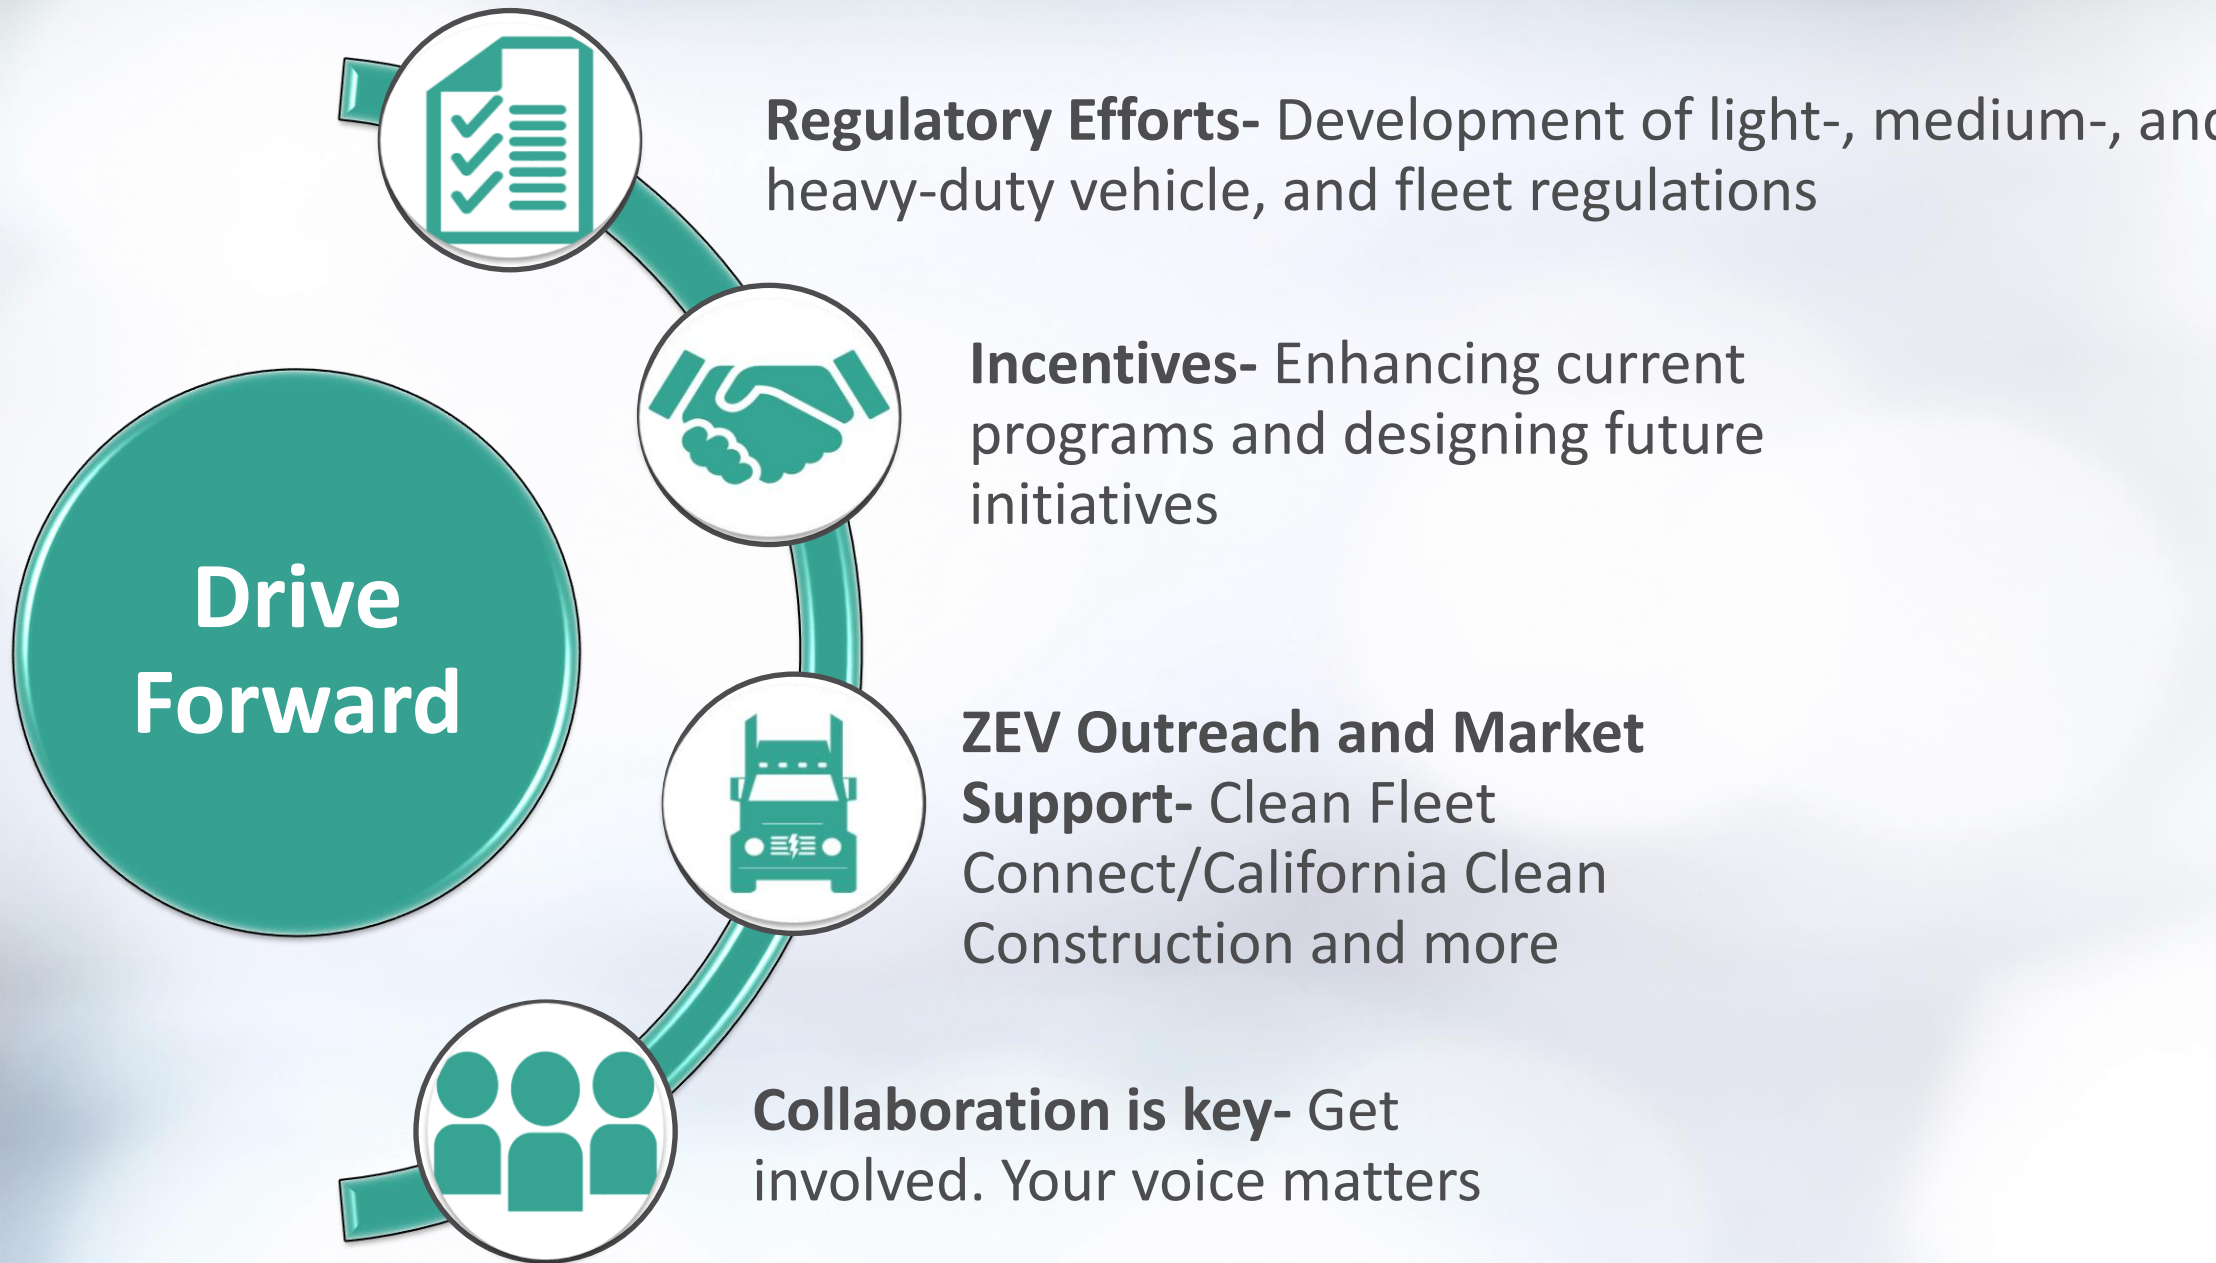 Drive
Forward
Regulatory Efforts- Development of light-, medium-, and
heavy-duty vehicle, and fleet regulations
Incentives- Enhancing current
programs and designing future
initiatives
ZEV Outreach and Market
Support- Clean Fleet
Connect/California Clean
Construction and more
Collaboration is key- Get
involved. Your voice matters